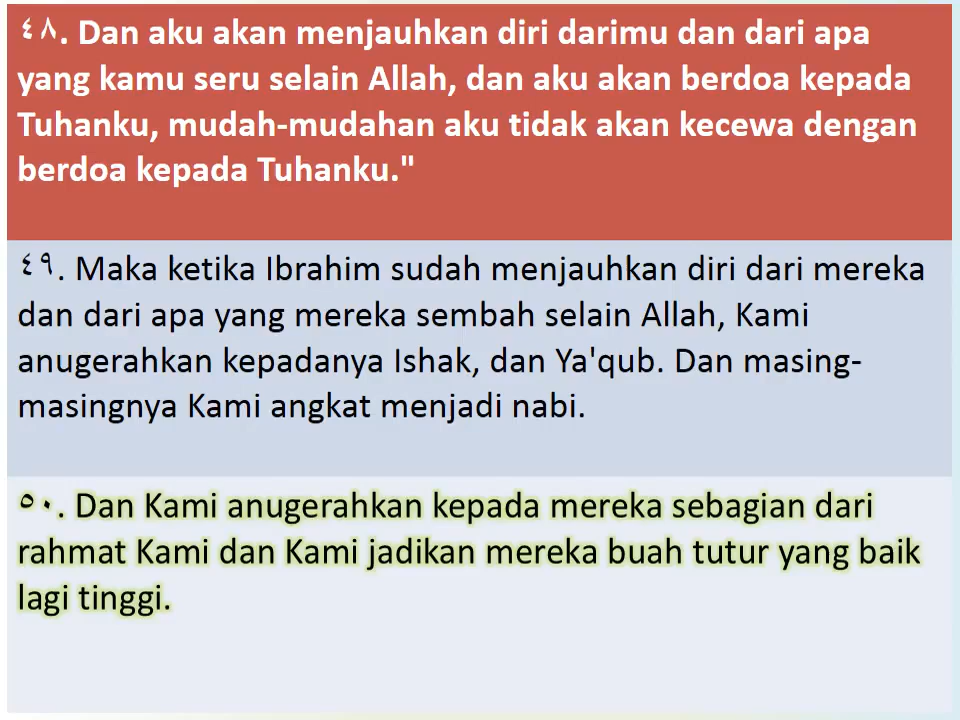 ٤٨. Dan aku akan menjauhkan diri darimu dan dari apa
yang kamu seru selain Allah, dan aku akan berdoa kepada
Tuhanku, mudah-mudahan aku tidak akan kecewa dengan
berdoa kepada Tuhanku."
٤٩. Maka ketika Ibrahim sudah menjauhkan diri dari mereka
dan dari apa yang mereka sembah selain Allah, Kami
anugerahkan kepadanya Ishak, dan Ya'qub. Dan masing-
masingnya Kami angkat menjadi nabi.
٥٠. Dan Kami anugerahkan kepada mereka sebagian dari
rahmat Kami dan Kami jadikan mereka buah tutur yang baik
lagi tinggi.